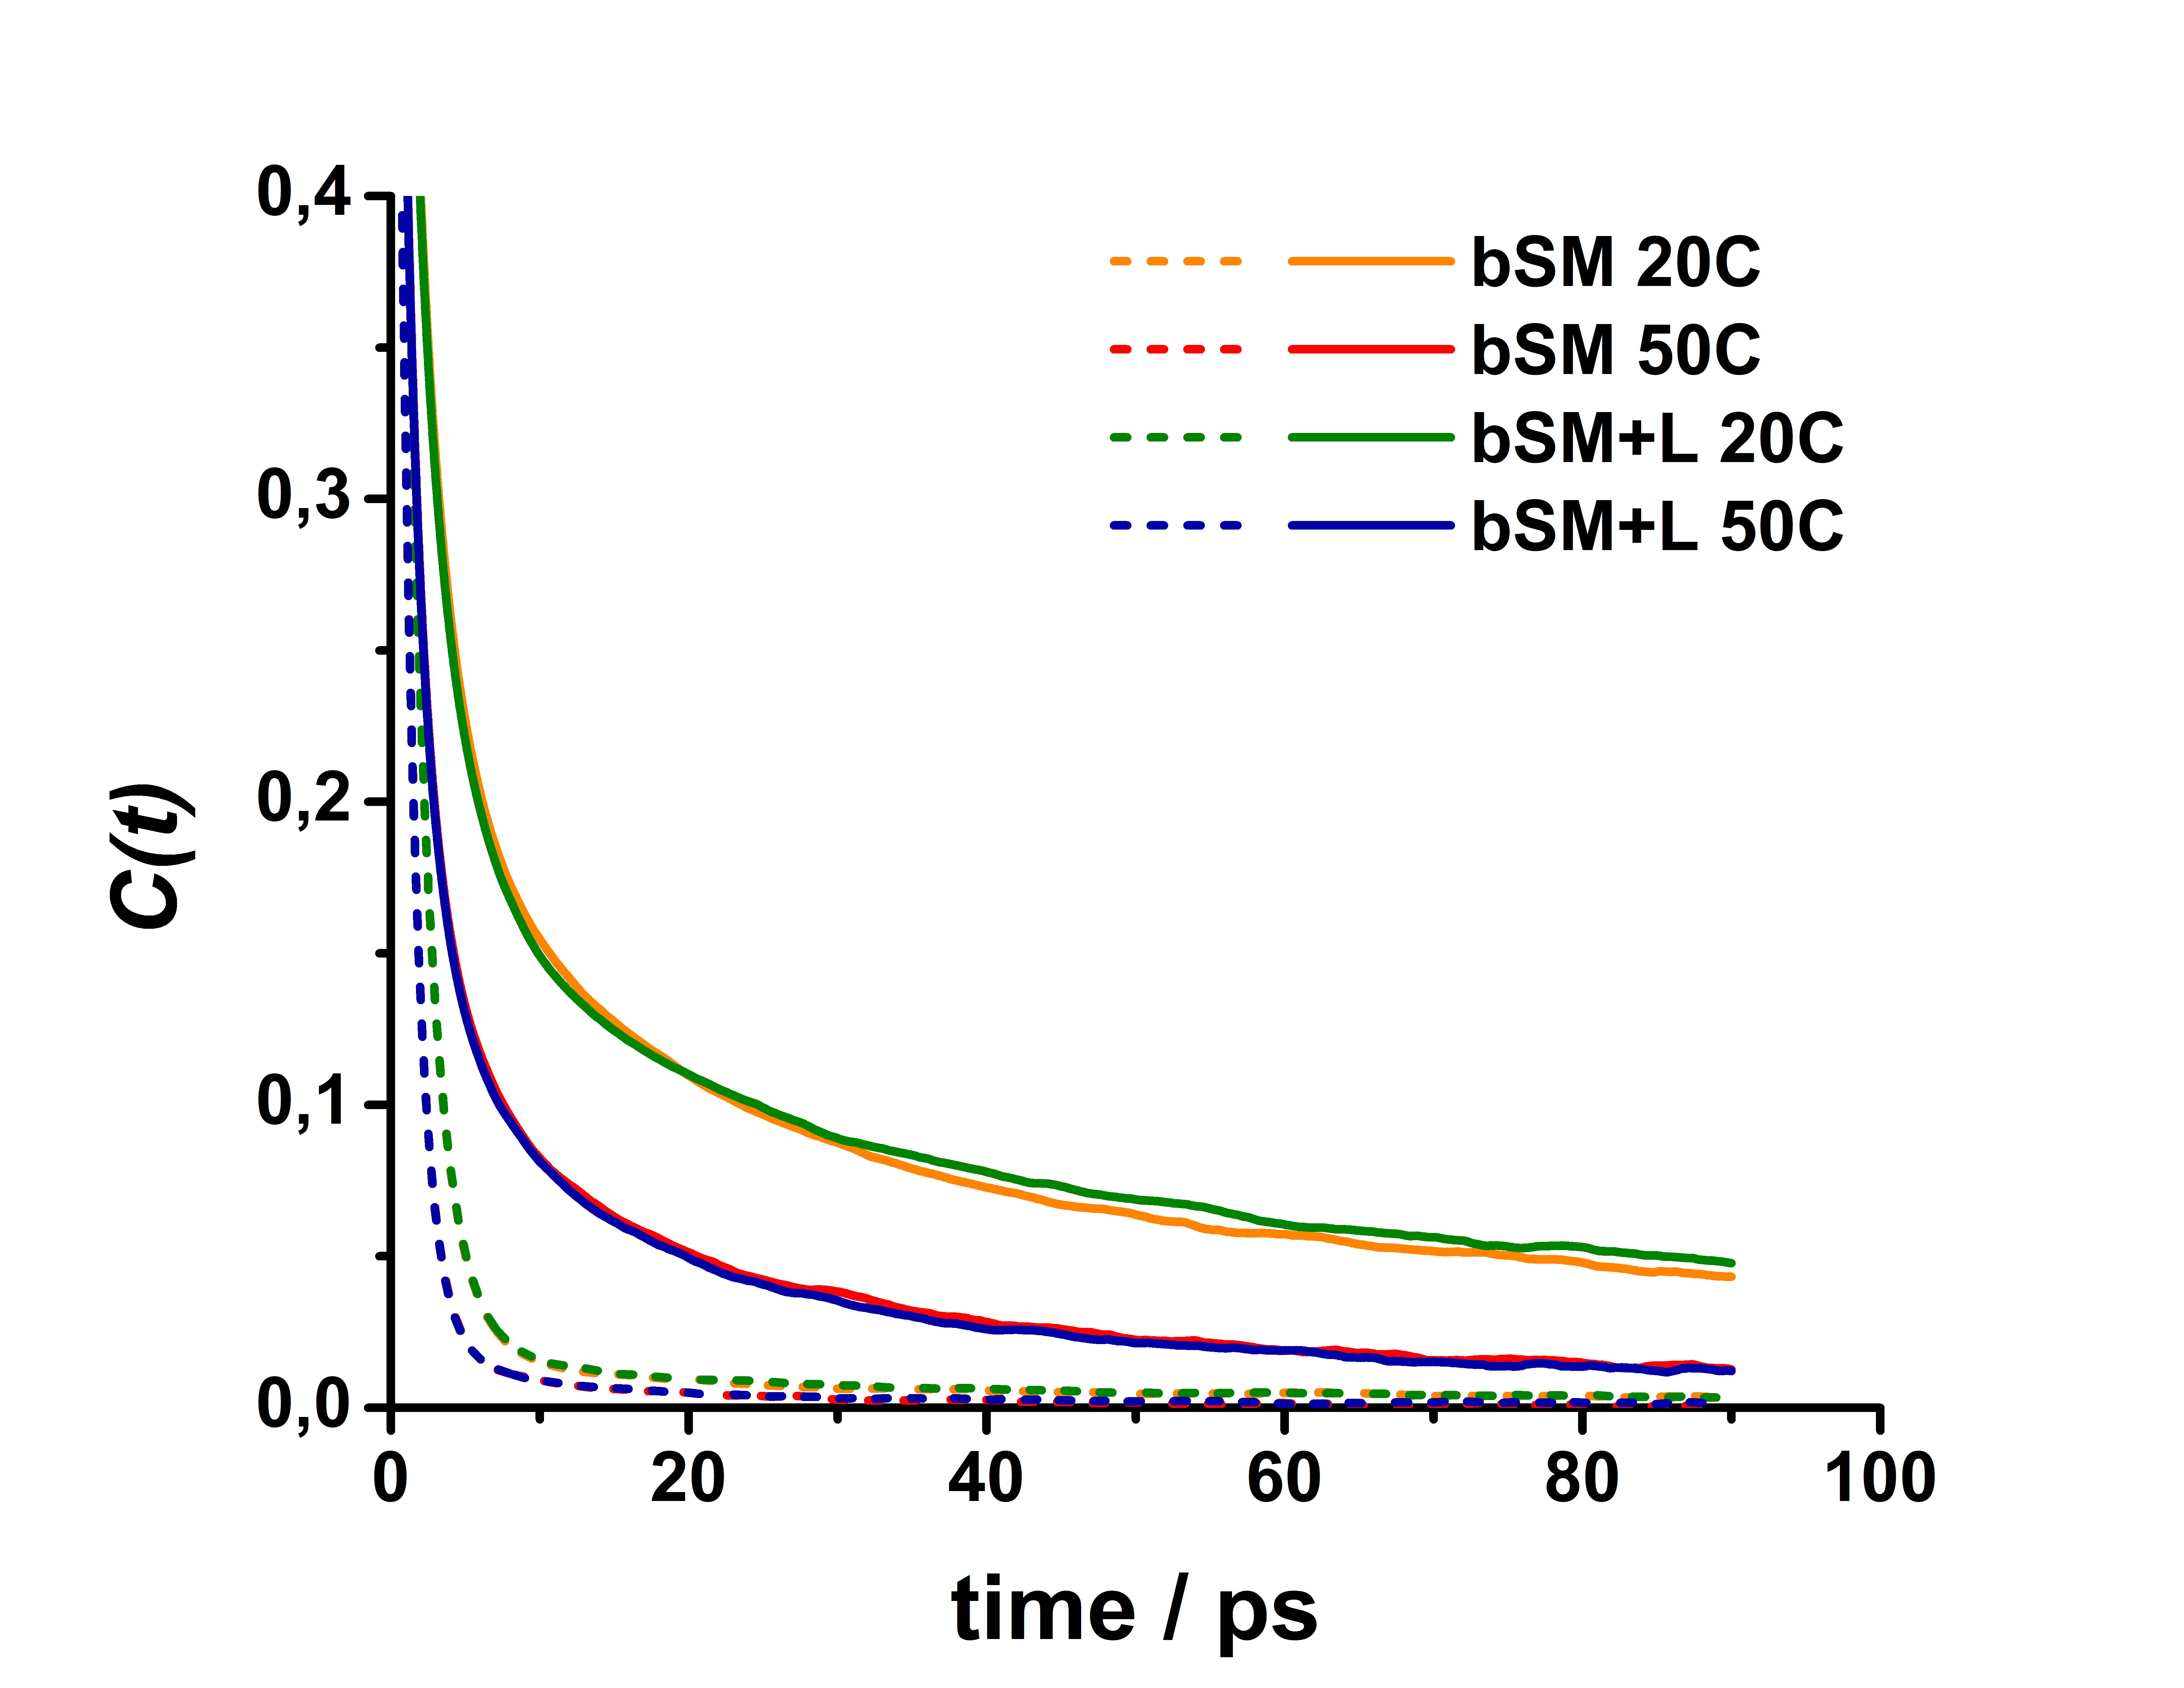 0,4
0,3
0,2
0,1
0,0
C(t)
bSM 20C
bSM 50C
bSM+L 20C
bSM+L 50C
0 20 40 60 80 100
time / ps